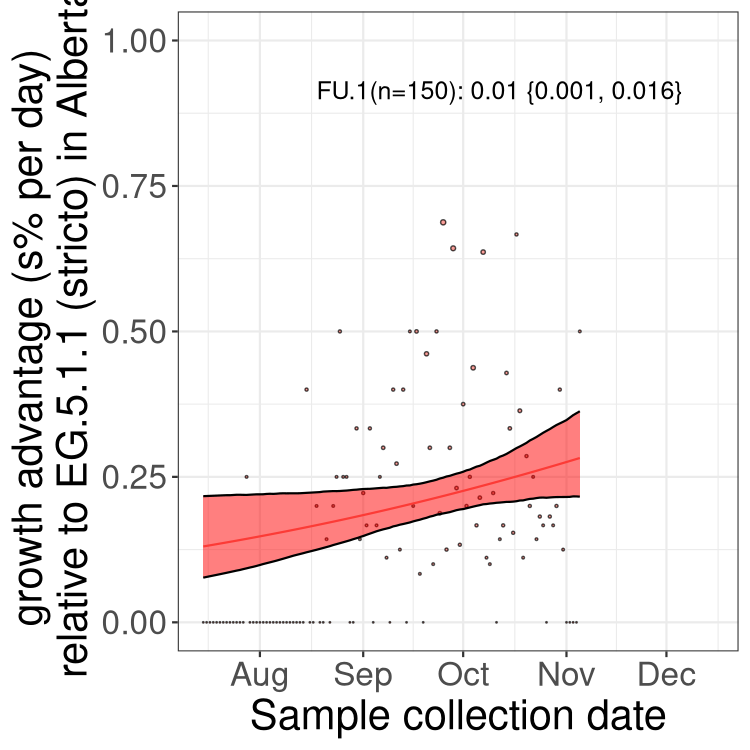 growth advantage (s% per day)
relative to EG.5.1.1 (stricto) in Alberta
1.00
0.75
0.50
0.25
0.00
FU.1(n=150): 0.01 {0.001, 0.016}
Aug Sep Oct Nov Dec
Sample collection date